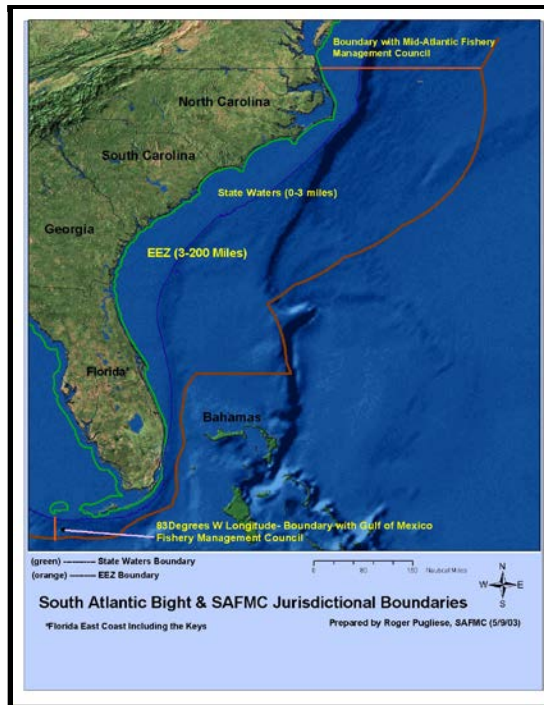 Boundary with Mid-Atlantic Fishery
Management Council
North Carolina
South Carolina
State Waters (0-3 miles)
Georgia
EEZ (3-200 Miles)
Florida*
Bahamas
83Degrees W Longitude- Boundary with Gulf of Mexico
Fishery Management Council
(green) ----------- State Waters Boundary
(orange) ---------- EEZ Boundary
Nautical Miles
N
W E
S
South Atlantic Bight & SAFMC Jurisdictional Boundaries
*Florida East Coast Including the Keys
Prepared by Roger Pugliese, SAFMC (5/9/03)